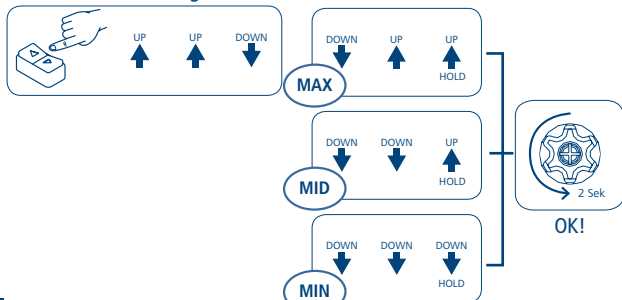 UP UP DOWN
DOWN UP UP
HOLD
MAX
DOWN DOWN UP
HOLD
MID
DOWN DOWN DOWN
HOLD
MIN
2 Sek
OK!